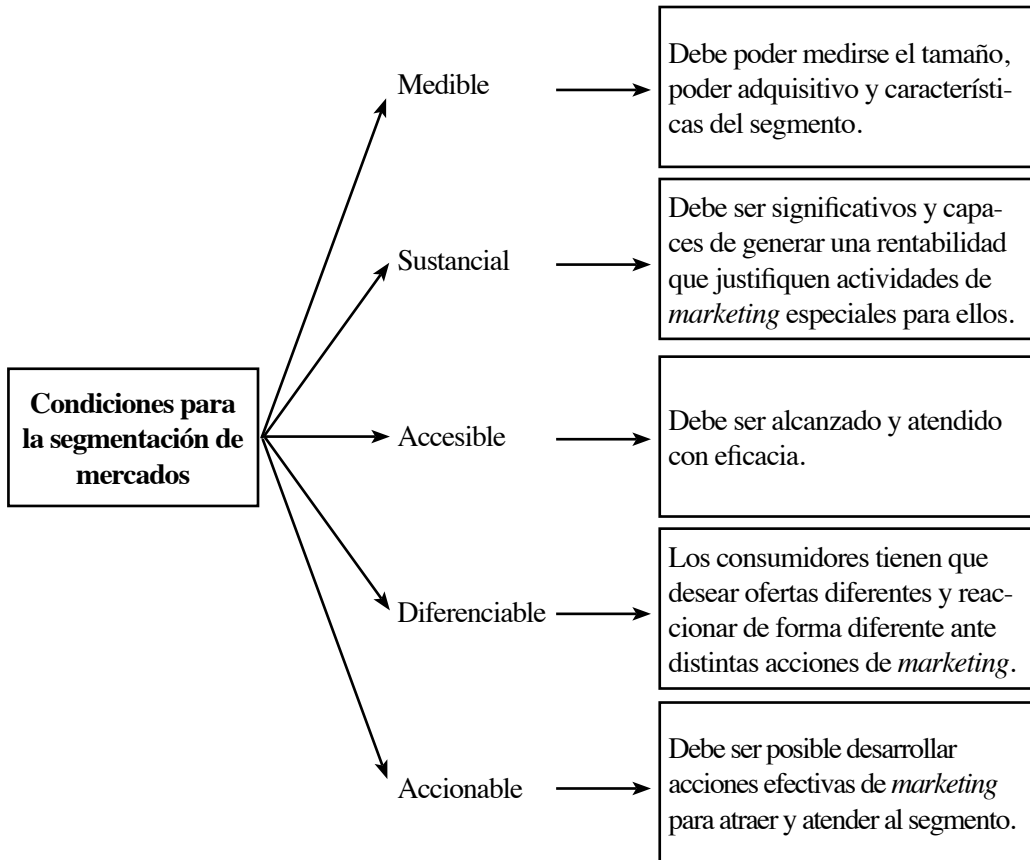 Condiciones para
la segmentación de
mercados
Medible
Debe poder medirse el tamaño,
poder adquisitivo y característi-
cas del segmento.
Sustancial
Debe ser significativos y capa-
ces de generar una rentabilidad
que justifiquen actividades de
marketing especiales para ellos.
Accesible
Debe ser alcanzado y atendido
con eficacia.
Diferenciable
Los consumidores tienen que
desear ofertas diferentes y reac-
cionar de forma diferente ante
distintas acciones de marketing.
Accionable
Debe ser posible desarrollar
acciones efectivas de marketing
para atraer y atender al segmento.